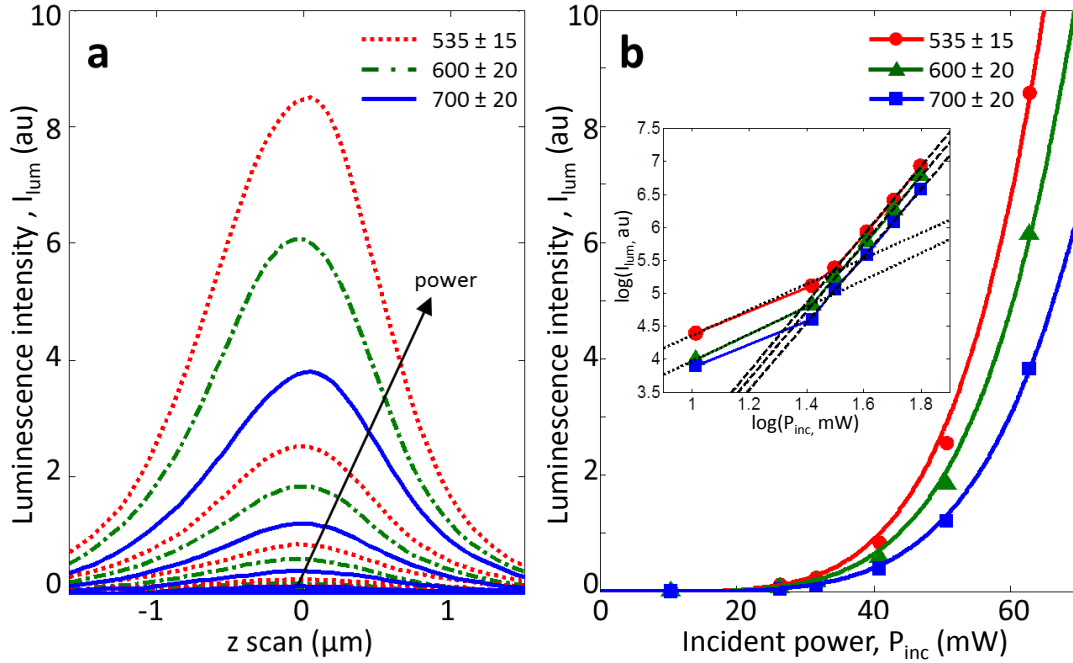 a
535 ± 15
600 ± 20
700 ± 20
power
10
8
6
4
2
0
-1
0
1
z scan (μm)
Luminescence intensity , I_lum (au)
b
535 ± 15
600 ± 20
700 ± 20
10
8
6
4
2
0
0
20
40
60
Incident power, P_inc (mW)
Luminescence intensity , I_lum (au)
7.5
7
6.5
6
5.5
5
4.5
4
3.5
1
1.2
1.4
1.6
1.8
log(P_inc, mW)
log(I_lum, au)